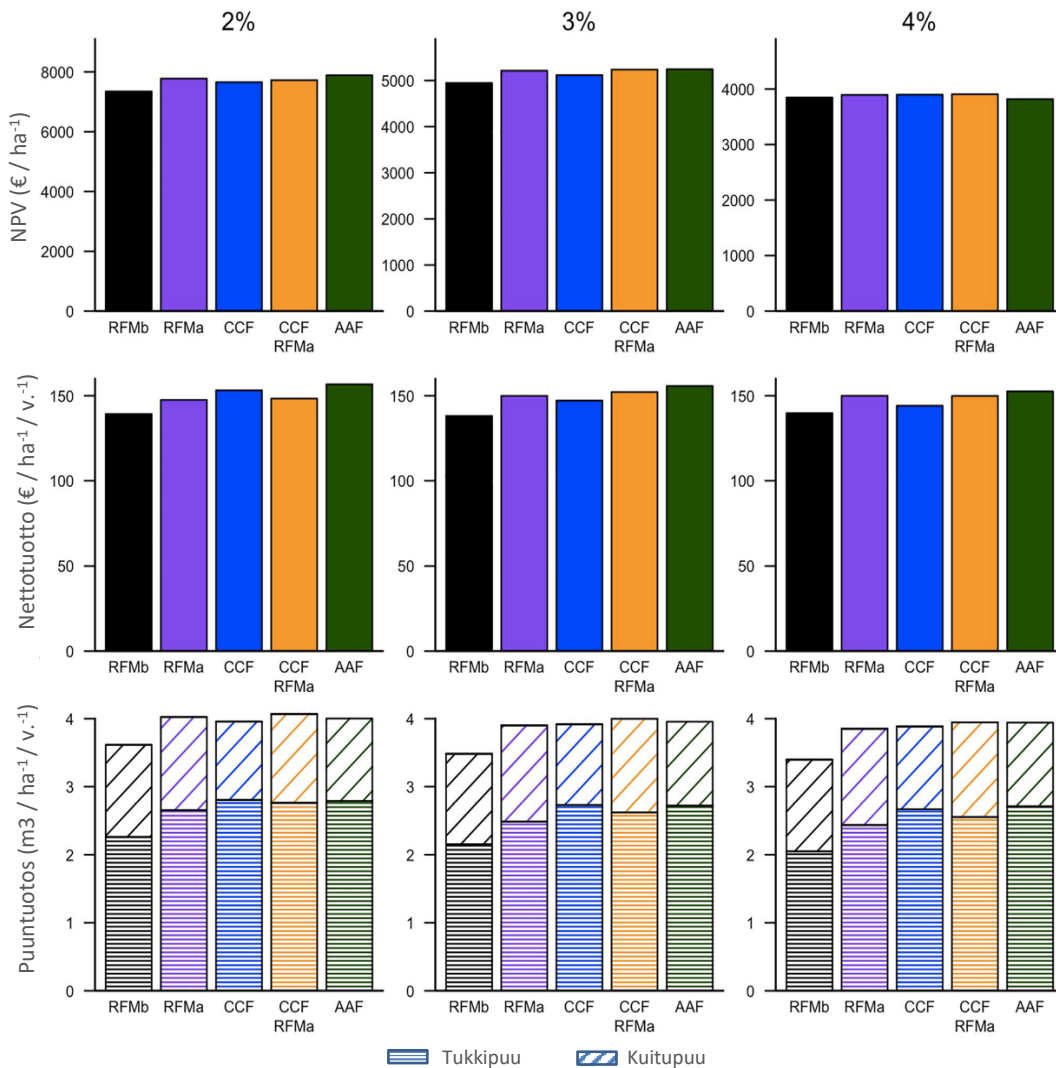 2%
3%
4%
NPV (€ / ha⁻¹)
8000
8000
4000
2000
0
RFMb
RFMa
CCF
CCF
RFMa
AAF
5000
4000
3000
2000
1000
0
RFMb
RFMa
CCF
CCF
RFMa
AAF
4000
3000
2000
1000
0
RFMb
RFMa
CCF
CCF
RFMa
AAF
Nettotuotto (€ / ha⁻¹ / v.⁻¹)
150
100
50
0
RFMb
RFMa
CCF
CCF
RFMa
AAF
150
100
50
0
RFMb
RFMa
CCF
CCF
RFMa
AAF
150
100
50
0
RFMb
RFMa
CCF
CCF
RFMa
AAF
Puuntuotos (m3 / ha⁻¹ / v.⁻¹)
4
3
2
1
0
RFMb
RFMa
CCF
CCF
RFMa
AAF
4
3
2
1
0
RFMb
RFMa
CCF
CCF
RFMa
AAF
4
3
2
1
0
RFMb
RFMa
CCF
CCF
RFMa
AAF
Tukkipuu
Kuitupuu